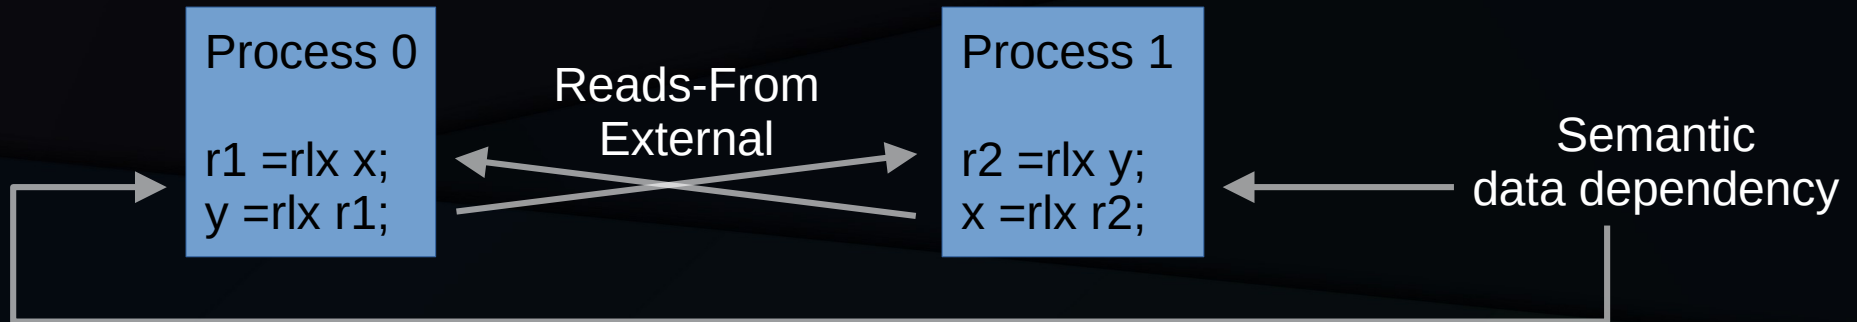 Process 0
r1 =rlx x;
y =rlx r1;
Reads-From
External
Process 1
r2 =rlx y;
x =rlx r2;
Semantic
data dependency